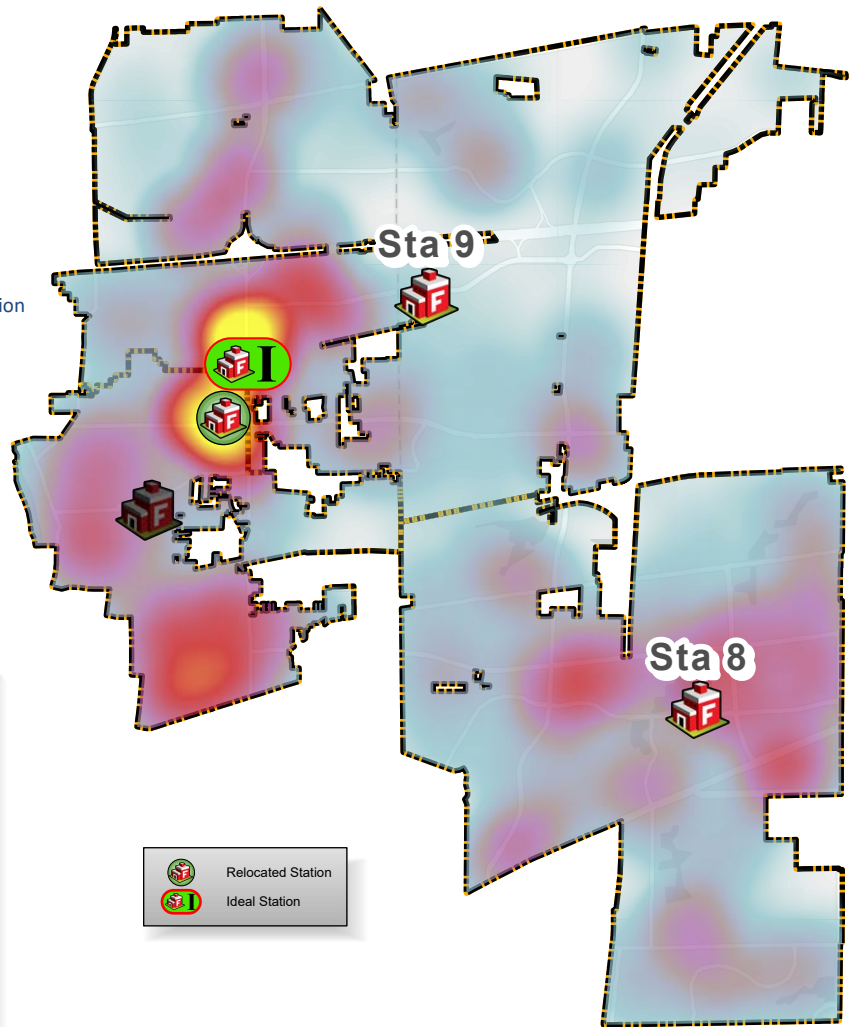 Sta 9
ion
F
F I
F
F
Sta 8
F
F Relocated Station
F I Ideal Station